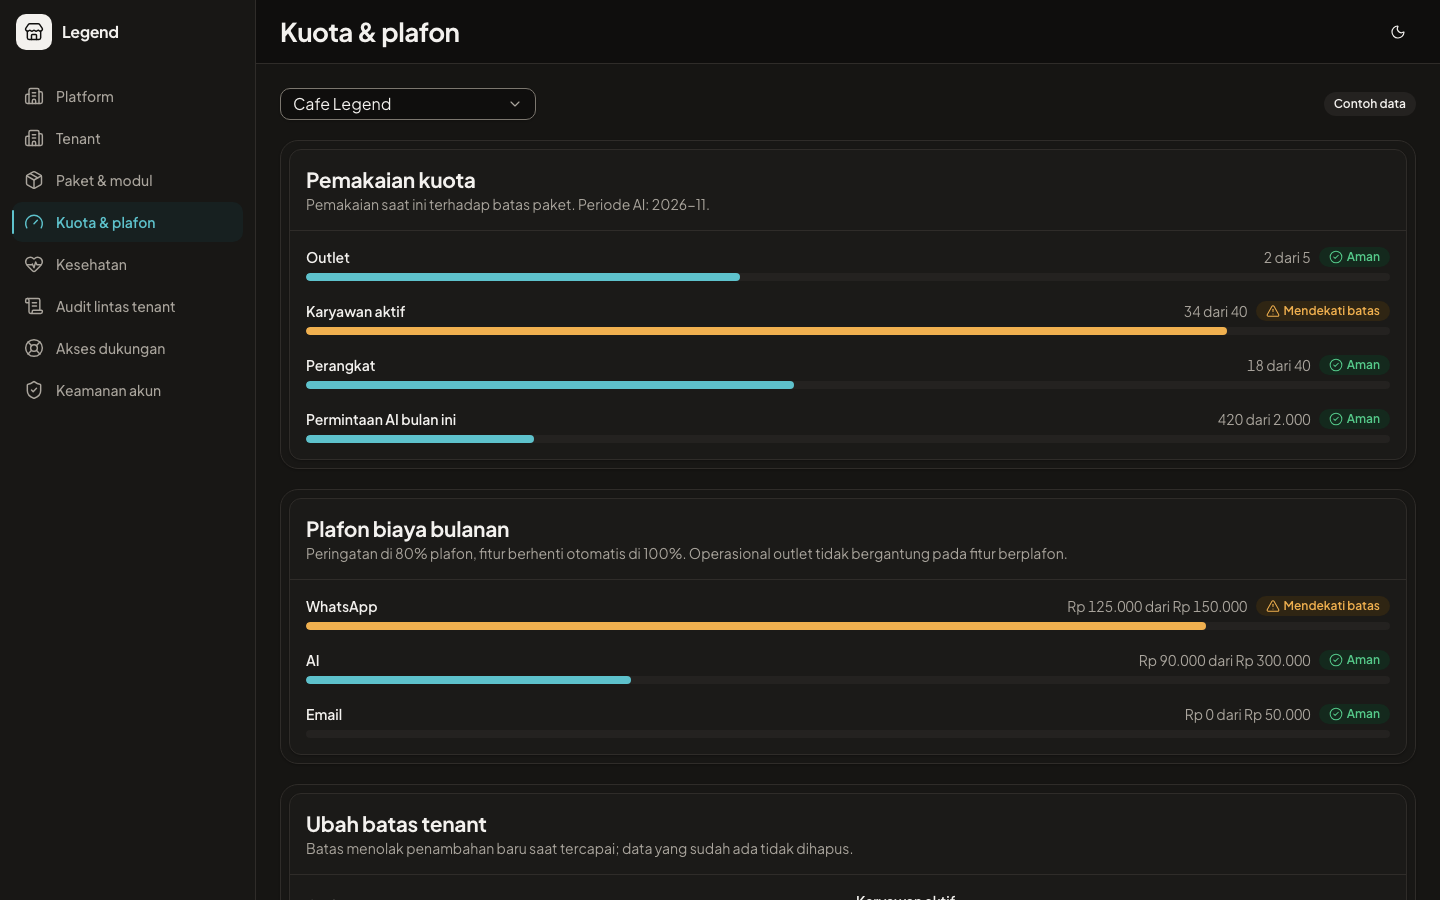 Legend
Kuota & plafon
Platform
Tenant
Paket & modul
Kuota & plafon
Kesehatan
Audit lintas tenant
Akses dukungan
Keamanan akun
Cafe Legend
Contoh data
Pemakaian kuota
Pemakaian saat ini terhadap batas paket. Periode AI: 2026-11.
Outlet 2 dari 5 Aman
Karyawan aktif 34 dari 40 Mendekati batas
Perangkat 18 dari 40 Aman
Permintaan AI bulan ini 420 dari 2.000 Aman
Plafon biaya bulanan
Peringatan di 80% plafon, fitur berhenti otomatis di 100%. Operasional outlet tidak bergantung pada fitur berplafon.
WhatsApp Rp 125.000 dari Rp 150.000 Mendekati batas
AI Rp 90.000 dari Rp 300.000 Aman
Email Rp 0 dari Rp 50.000 Aman
Ubah batas tenant
Batas menolak penambahan baru saat tercapai; data yang sudah ada tidak dihapus.
Karyawan aktif